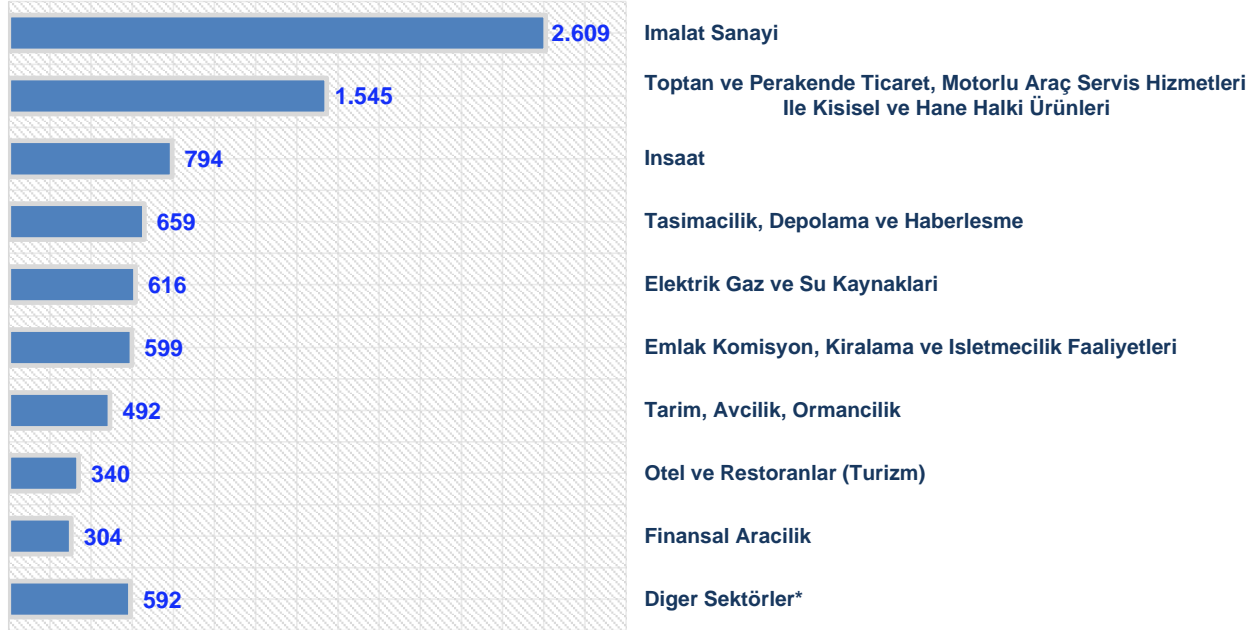 2.609 Imalat Sanayi
1.545 Toptan ve Perakende Ticaret, Motorlu Araç Servis Hizmetleri
Ile Kisisel ve Hane Halki Ürünleri
794 Insaat
659 Tasimacilik, Depolama ve Haberlesme
616 Elektrik Gaz ve Su Kaynaklari
599 Emlak Komisyon, Kiralama ve Isletmecilik Faaliyetleri
492 Tarim, Avcilik, Ormancilik
340 Otel ve Restoranlar (Turizm)
304 Finansal Aracilik
592 Diger Sektörler*